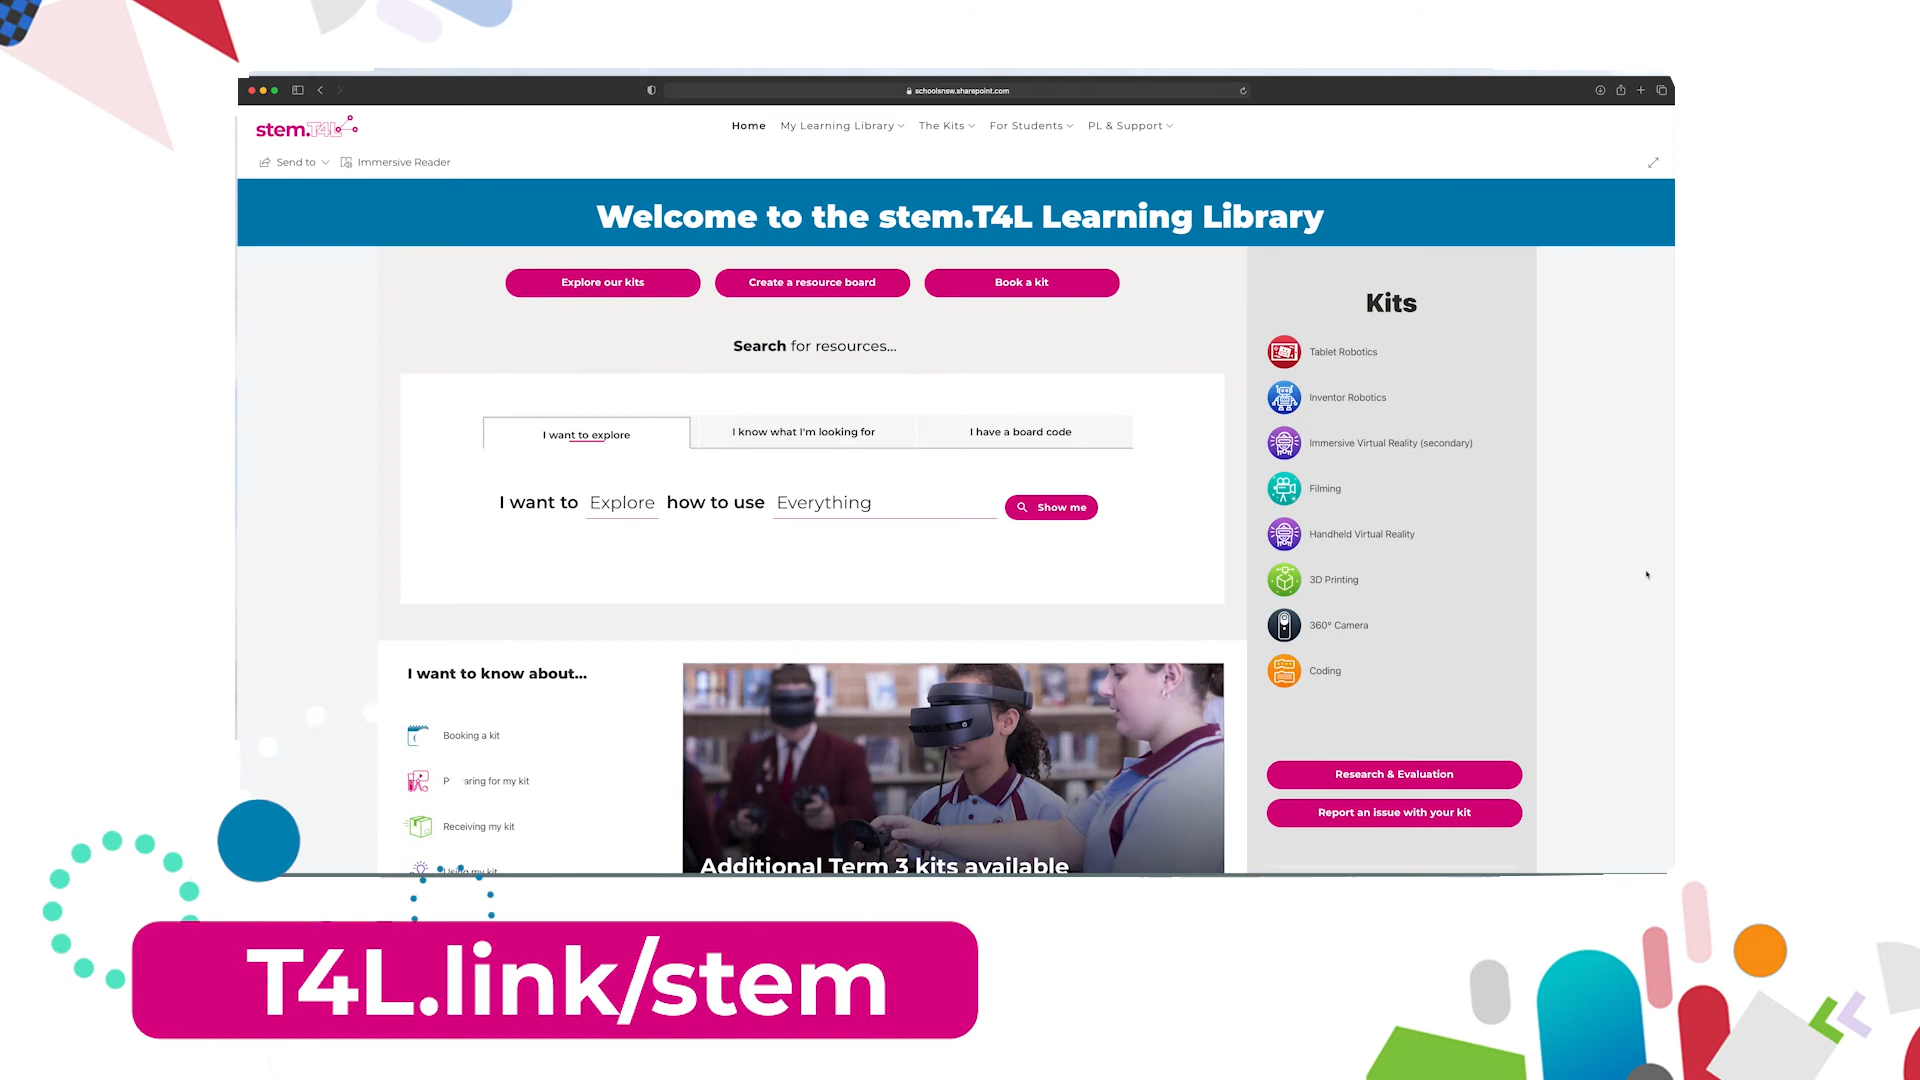 schoolsnsw.sharepoint.com
stem.T4L
Home My Learning Library The Kits For Students PL & Support
Send to Immersive Reader
Welcome to the stem.T4L Learning Library
Explore our kits Create a resource board Book a kit
Search for resources...
I want to explore I know what I'm looking for I have a board code
I want to Explore how to use Everything Show me
Kits
Tablet Robotics
Inventor Robotics
Immersive Virtual Reality (secondary)
Filming
Handheld Virtual Reality
3D Printing
360° Camera
Coding
Research & Evaluation
Report an issue with your kit
I want to know about...
Booking a kit
P aring for my kit
Receiving my kit
Using my kit
Additional Term 3 kits available
T4L.link/stem